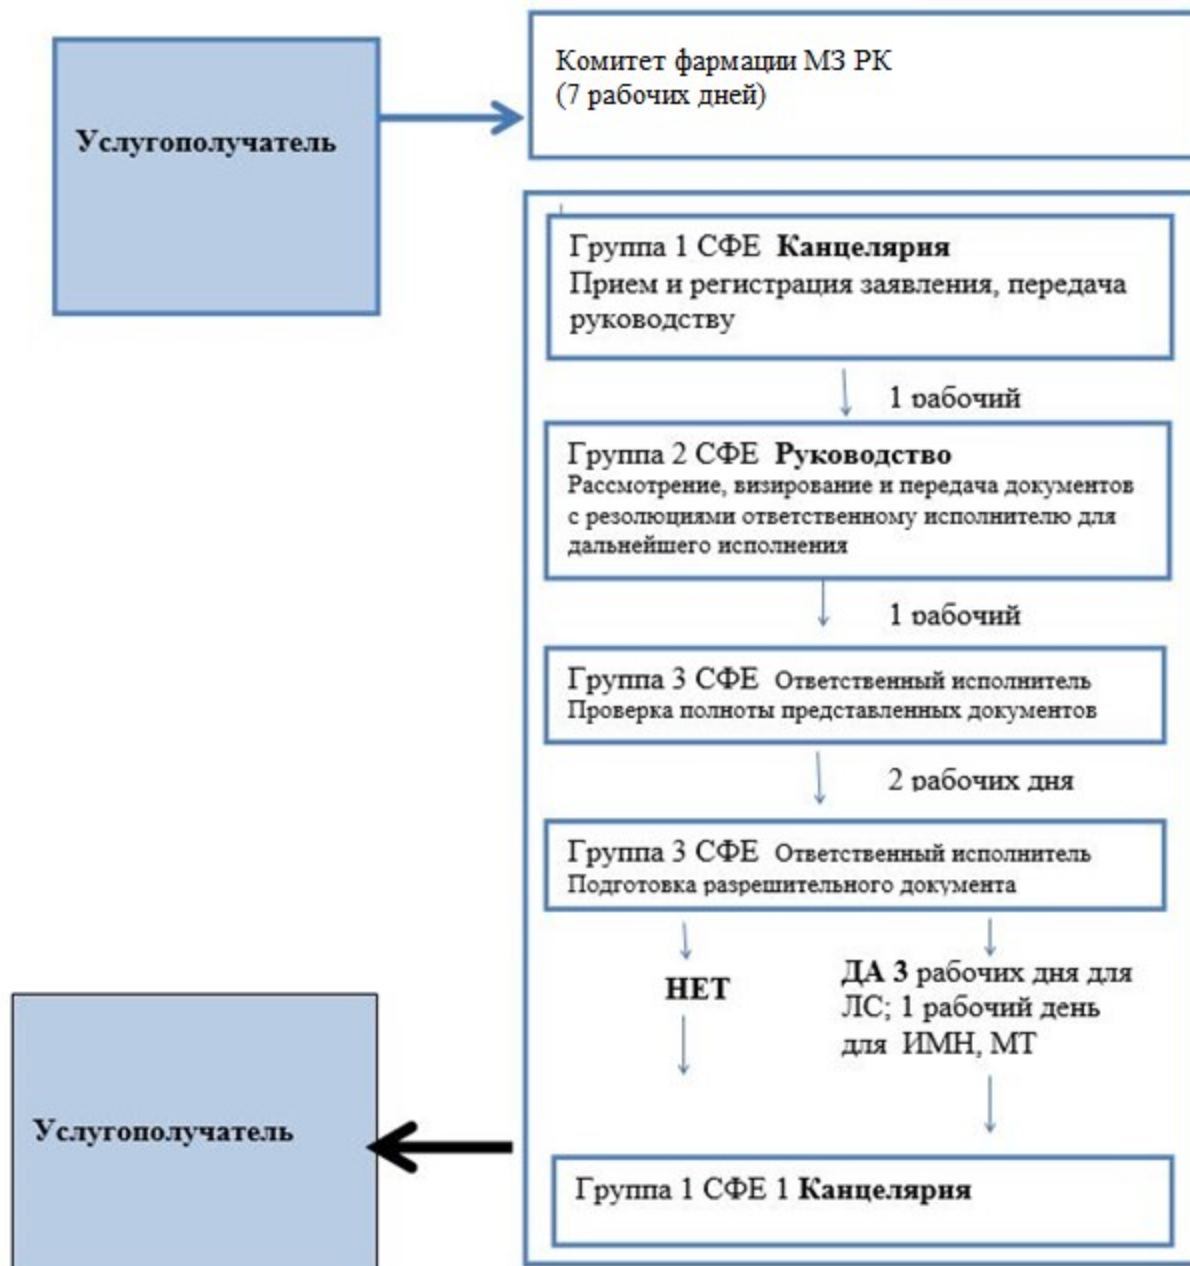 Услугополучатель
Комитет фармации МЗ РК
(7 рабочих дней)
Группа 1 СФЕ Канцелярия
Прием и регистрация заявления, передача
руководству
1 рабочий
Группа 2 СФЕ Руководство
Рассмотрение, визирование и передача документов
с резолюциями ответственному исполнителю для
дальнейшего исполнения
1 рабочий
Группа 3 СФЕ Ответственный исполнитель
Проверка полноты представленных документов
2 рабочих дня
Группа 3 СФЕ Ответственный исполнитель
Подготовка разрешительного документа
НЕТ
ДА 3 рабочих дня для
ЛС; 1 рабочий день
для ИМН, МТ
Услугополучатель
Группа 1 СФЕ 1 Канцелярия